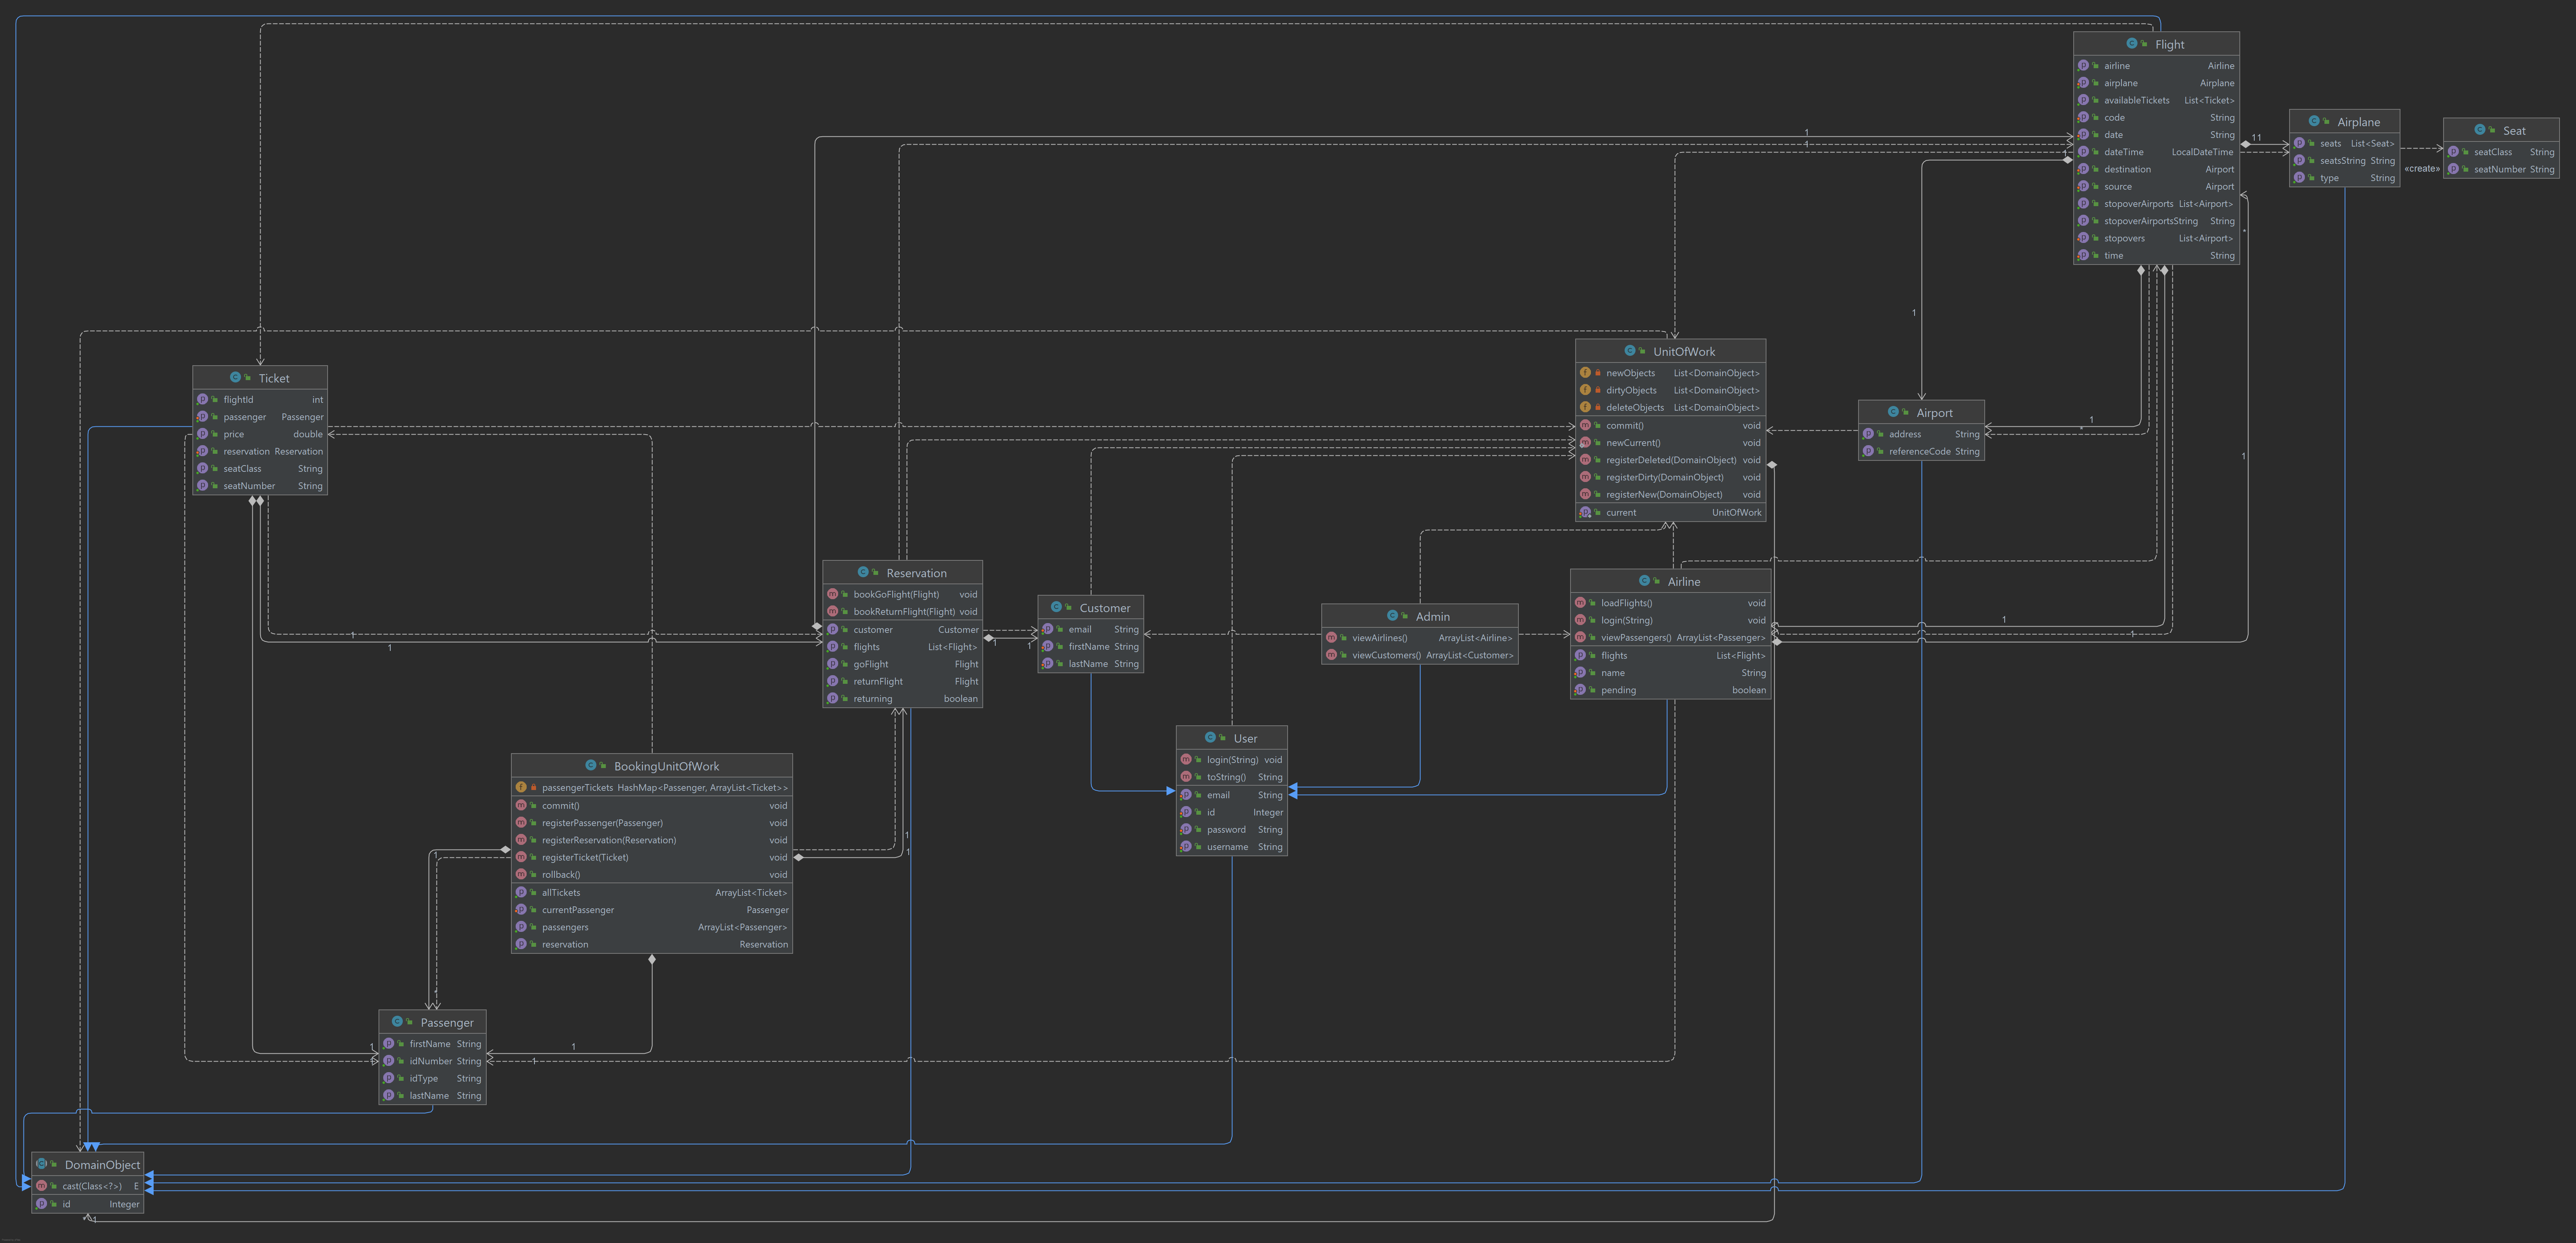 Flight
airline Airline
airplane Airplane
availableTickets List<Ticket>
code String
date String
dateTime LocalDateTime
destination Airport
source Airport
stopoverAirports List<Airport>
stopoverAirportsString String
stopovers List<Airport>
time String
Airplane
seats List<Seat>
seatsString String
type String
«create»
Seat
seatClass String
seatNumber String
1
1
11
1
*
1
1
*
Ticket
flightId int
passenger Passenger
price double
reservation Reservation
seatClass String
seatNumber String
UnitOfWork
newObjects List<DomainObject>
dirtyObjects List<DomainObject>
deleteObjects List<DomainObject>
commit() void
newCurrent() void
registerDeleted(DomainObject) void
registerDirty(DomainObject) void
registerNew(DomainObject) void
current UnitOfWork
Airport
address String
referenceCode String
Reservation
bookGoFlight(Flight) void
bookReturnFlight(Flight) void
customer Customer
flights List<Flight>
goFlight Flight
returnFlight Flight
returning boolean
1
1
1
1
Customer
email String
firstName String
lastName String
Admin
viewAirlines() ArrayList<Airline>
viewCustomers() ArrayList<Customer>
Airline
loadFlights() void
login(String) void
viewPassengers() ArrayList<Passenger>
flights List<Flight>
name String
pending boolean
1
1
1
User
login(String) void
toString() String
email String
id Integer
password String
username String
BookingUnitOfWork
passengerTickets HashMap<Passenger, ArrayList<Ticket>>
commit() void
registerPassenger(Passenger) void
registerReservation(Reservation) void
registerTicket(Ticket) void
rollback() void
allTickets ArrayList<Ticket>
currentPassenger Passenger
passengers ArrayList<Passenger>
reservation Reservation
1
1
1
*
Passenger
firstName String
idNumber String
idType String
lastName String
1
1
1
1
DomainObject
cast(Class<?>) E
id Integer
*
1